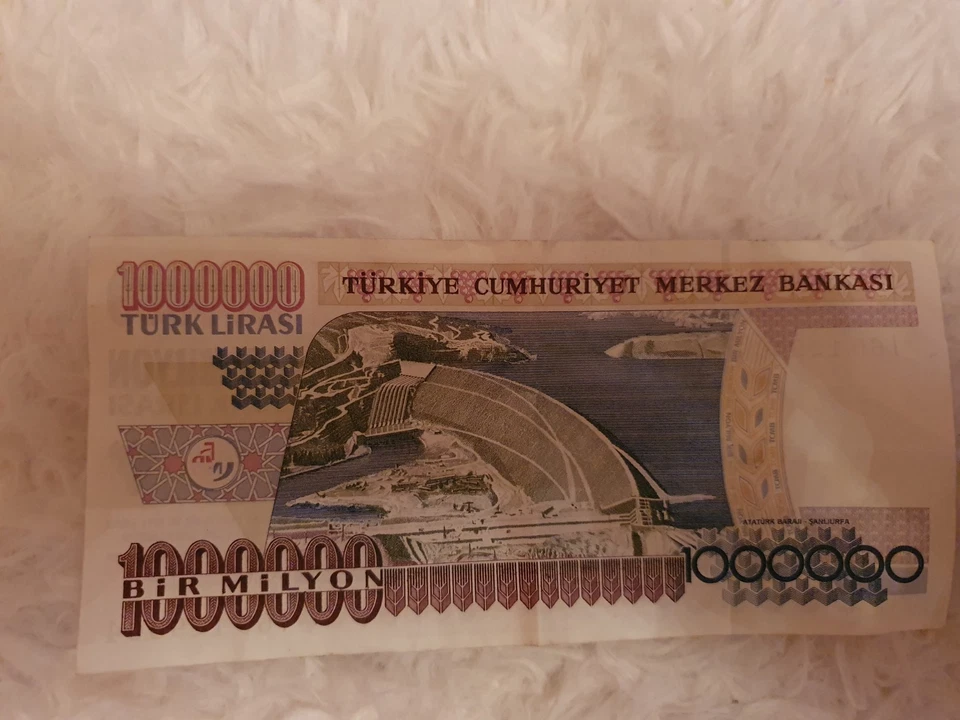 1000000
TÜRK LİRASI
TÜRKİYE CUMHURİYET MERKEZ BANKASI
ATATÜRK BARAJI - ŞANLIURFA
1000000
BİR MİLYON
1000000